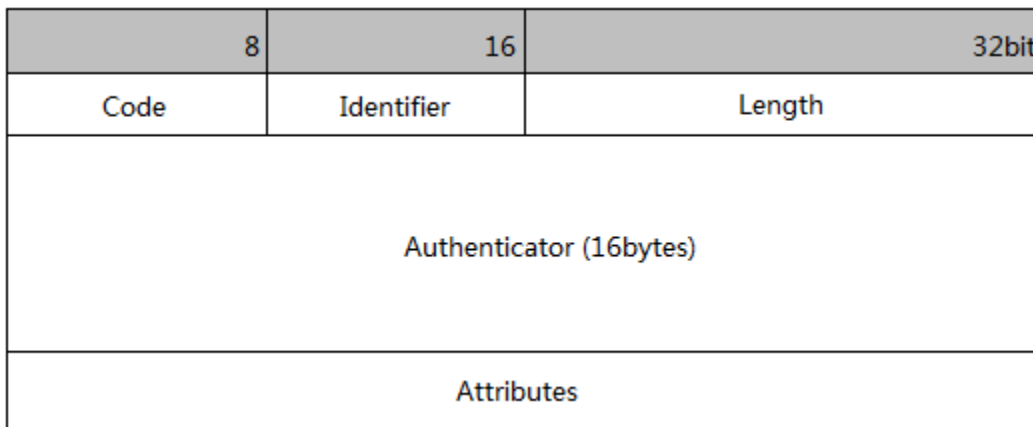 8 16 32bit
Code Identifier Length
Authenticator (16bytes)
Attributes